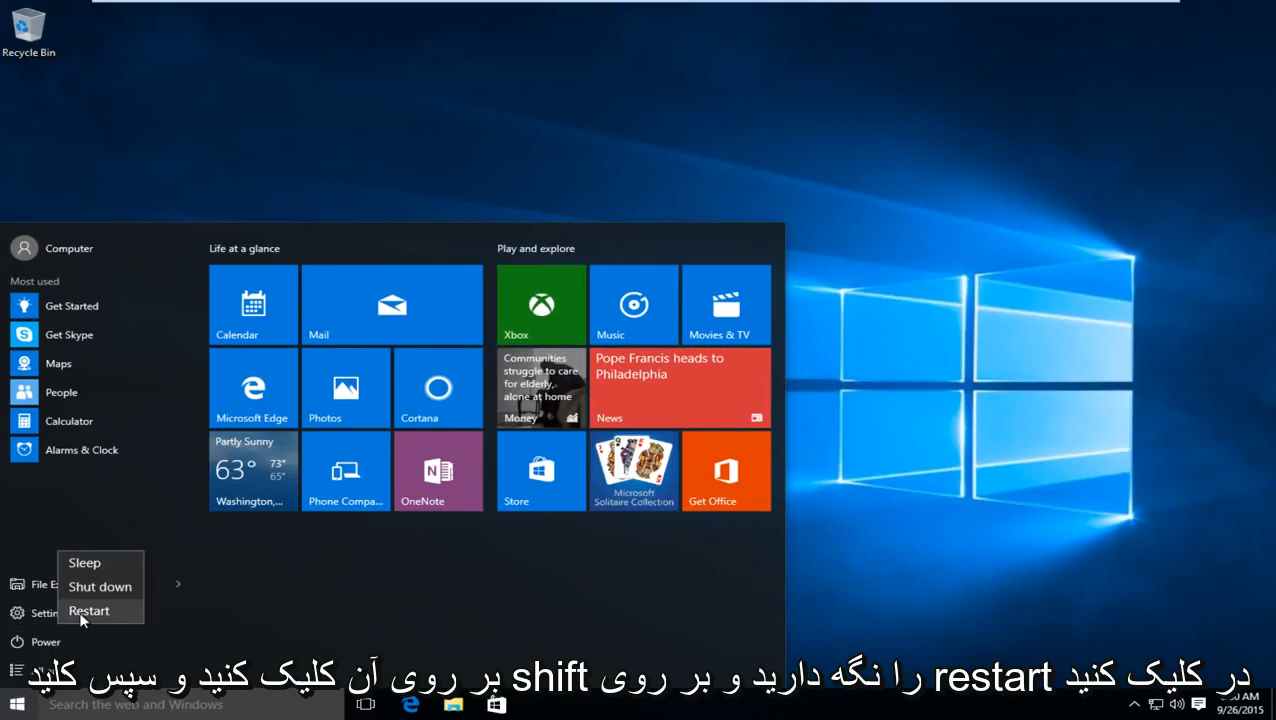 Recycle Bin
Computer
Most used
Get Started
Get Skype
Maps
People
Calculator
Alarms & Clock
Life at a glance
Calendar
Mail
Microsoft Edge
Photos
Cortana
Partly Sunny
63° 73°
65°
Washington,...
Phone Compa...
OneNote
Play and explore
Xbox
Music
Movies & TV
Communities
struggle to care
for elderly,
alone at home
Money
Pope Francis heads to
Philadelphia
News
Store
Microsoft
Solitaire Collection
Get Office
Sleep
Shut down
Restart
File E
Settin
Power
بر روی آن کلیک کنید و سپس کلید shift را نگه دارید و بر روی restart در کلیک کنید
Search the web and Windows
AM
9/26/2015